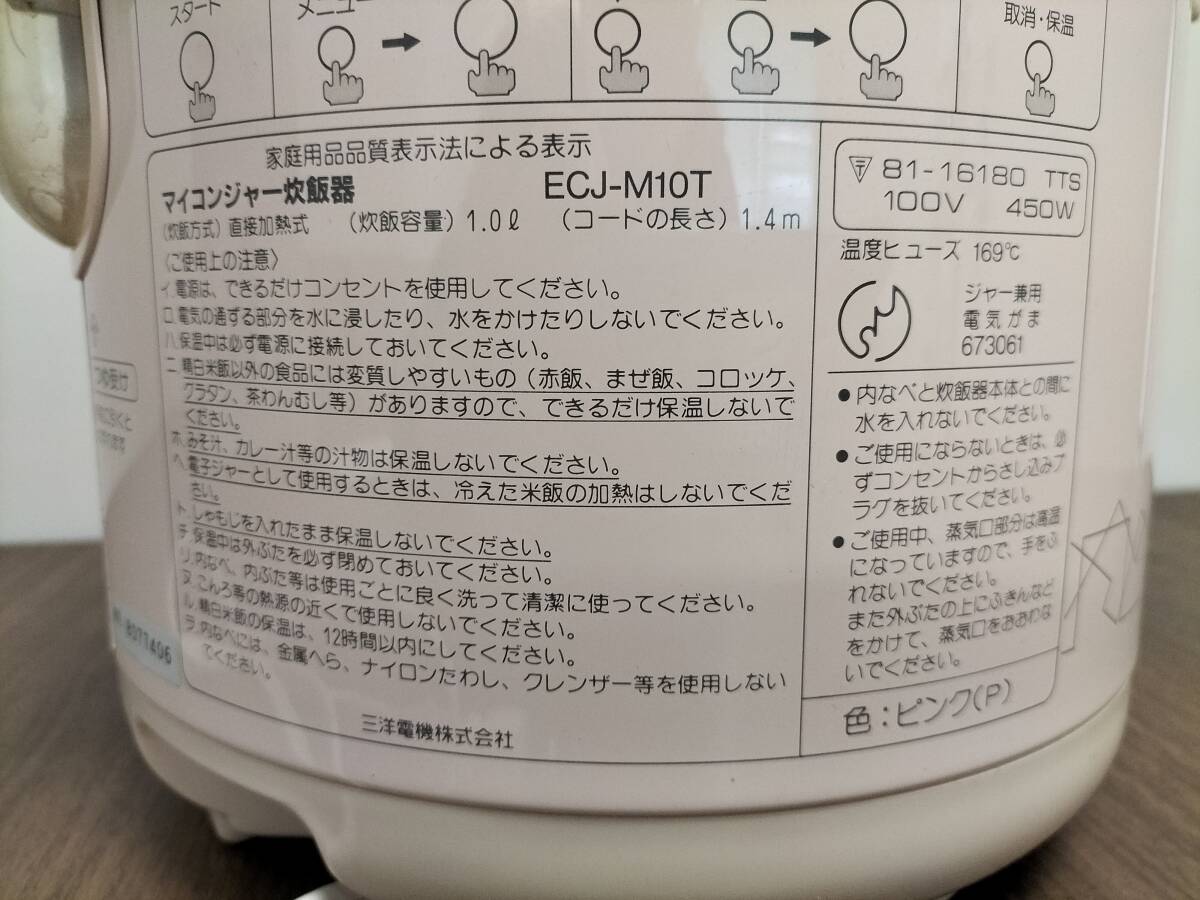 スタート
メニュー
取消・保温
家庭用品品質表示法による表示
マイコンジャー炊飯器 ECJ-M10T
(炊飯方式) 直接加熱式 (炊飯容量) 1.0ℓ (コードの長さ) 1.4m
〈ご使用上の注意〉
イ.電源は、できるだけコンセントを使用してください。
ロ.電気の通ずる部分を水に浸したり、水をかけたりしないでください。
ハ.保温中は必ず電源に接続しておいてください。
ニ.精白米飯以外の食品には変質しやすいもの(赤飯、まぜ飯、コロッケ、
グラタン、茶わんむし等)がありますので、できるだけ保温しないで
ください。
ホ.みそ汁、カレー汁等の汁物は保温しないでください。
ヘ.電子ジャーとして使用するときは、冷えた米飯の加熱はしないでくだ
さい。
ト.しゃもじを入れたまま保温しないでください。
チ.保温中は外ぶたを必ず閉めておいてください。
リ.内なべ、内ぶた等は使用ごとに良く洗って清潔に使ってください。
ヌ.こんろ等の熱源の近くで使用しないでください。
ル.精白米飯の保温は、12時間以内にしてください。
ヲ.内なべには、金属へら、ナイロンたわし、クレンザー等を使用しない
でください。
三洋電機株式会社
81-16180 TTS
100V 450W
温度ヒューズ 169℃
ジャー兼用
電気がま
673061
●内なべと炊飯器本体との間に
水を入れないでください。
●ご使用にならないときは、必
ずコンセントからさし込みプ
ラグを抜いてください。
●ご使用中、蒸気口部分は高温
になっていますので、手をふ
れないでください。
また外ぶたの上にふきんなど
をかけて、蒸気口をおおわな
いでください。
色:ピンク(P)
つゆ受け
8077406